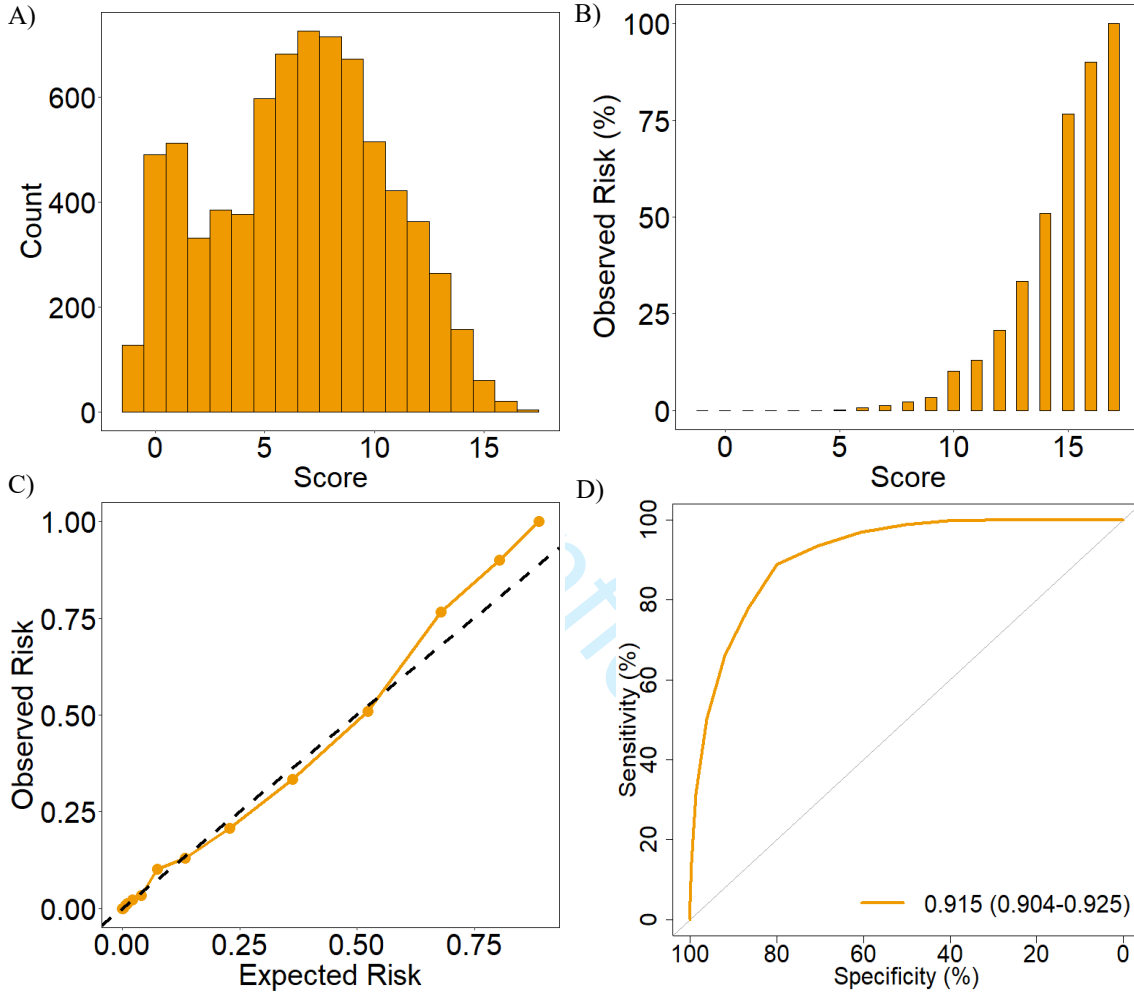 A)
600
400
200
0
Count
0 5 10 15
Score
B)
100
75
50
25
0
Observed Risk (%)
0 5 10 15
Score
C)
1.00
0.75
0.50
0.25
0.00
Observed Risk
0.00 0.25 0.50 0.75
Expected Risk
D)
100
80
60
40
20
0
Sensitivity (%)
0.915 (0.904-0.925)
100 80 60 40 20 0
Specificity (%)